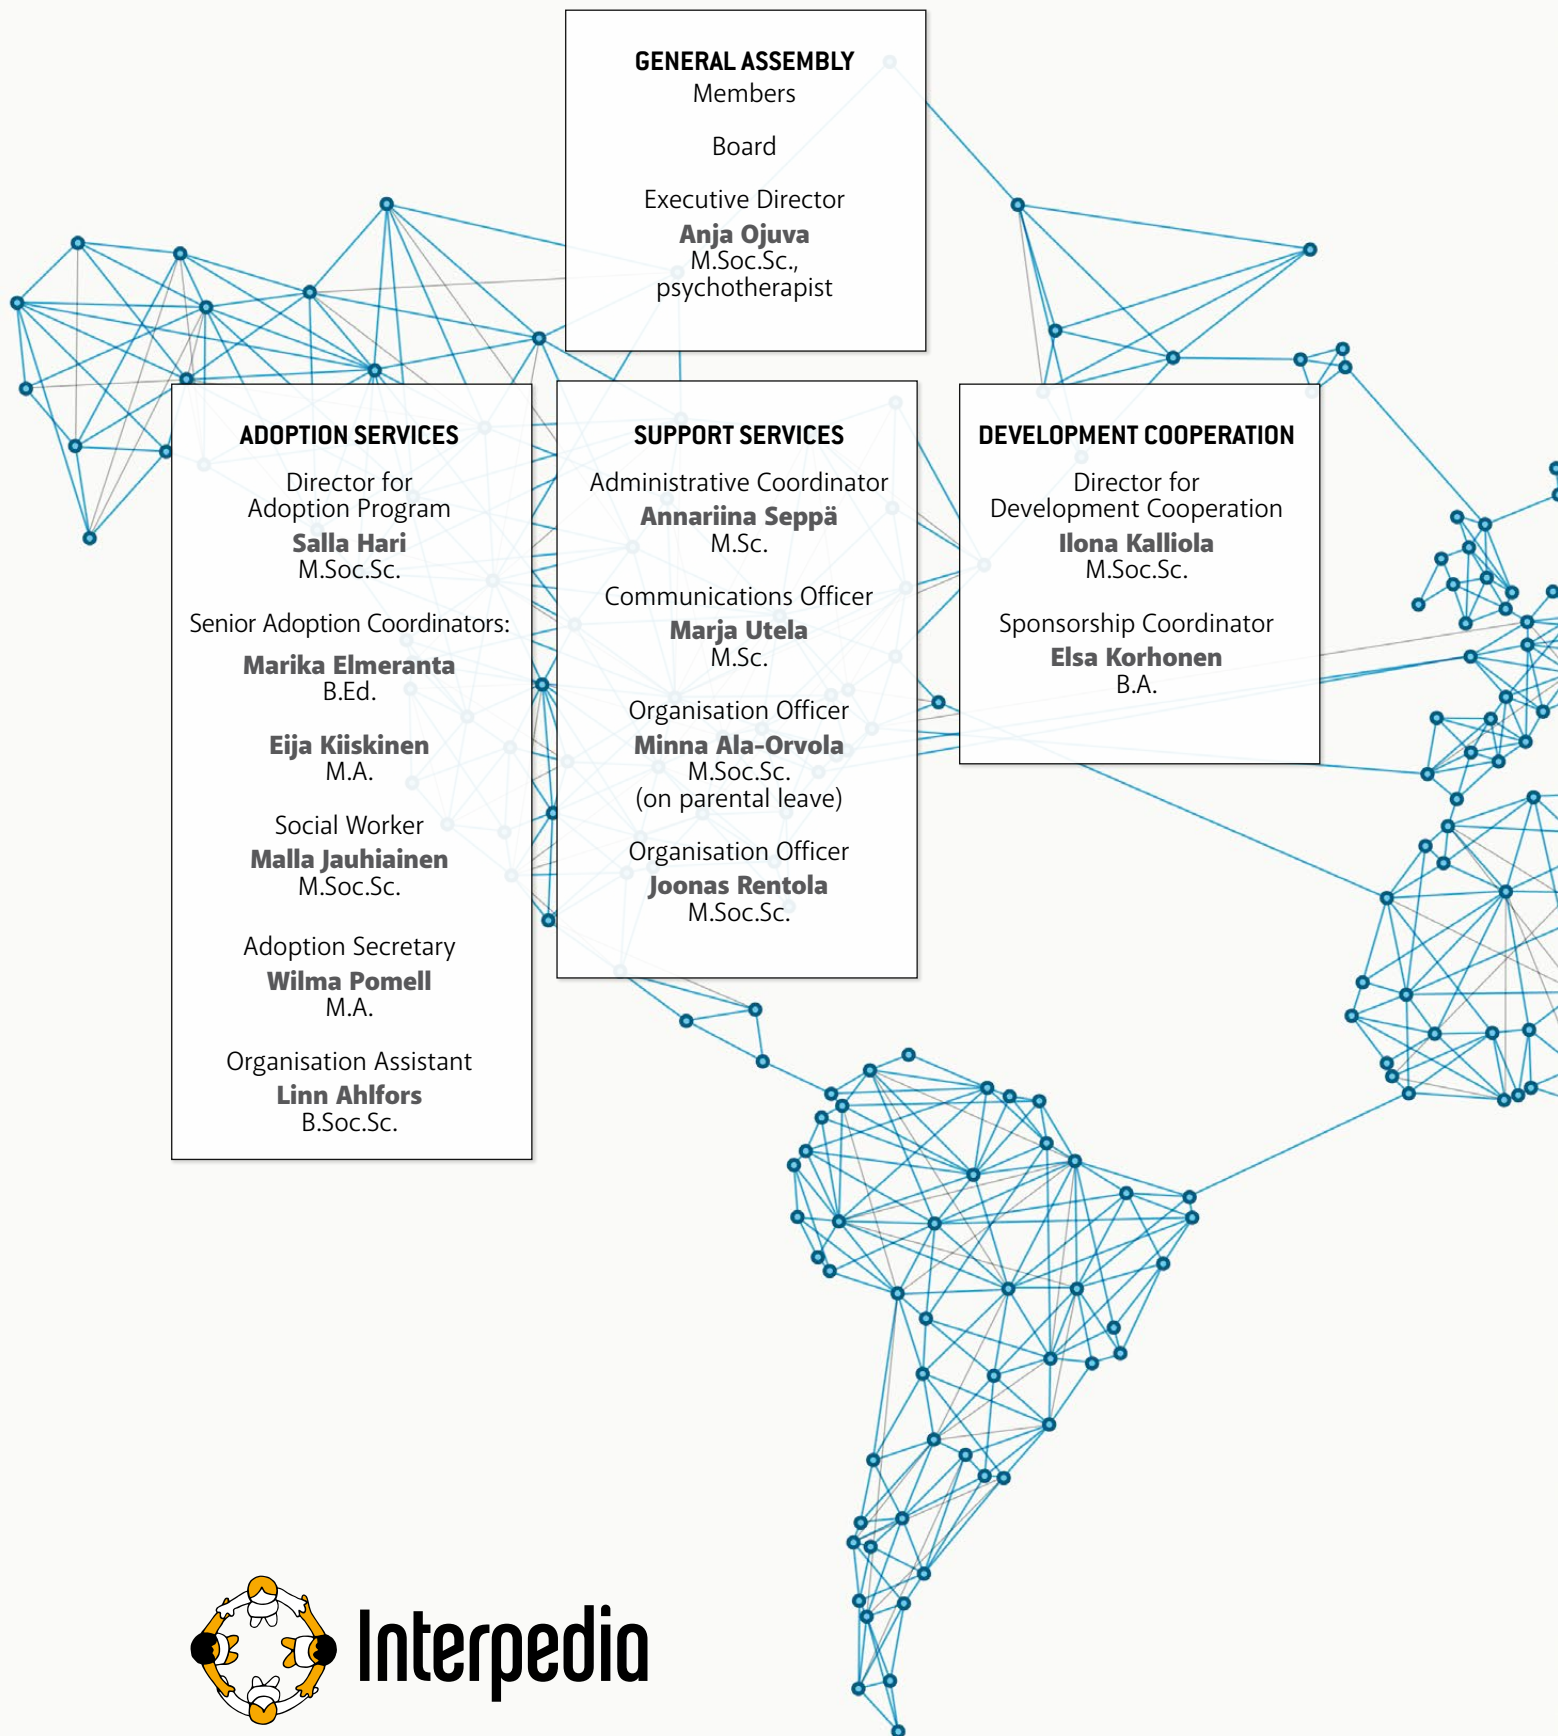 GENERAL ASSEMBLY
Members
Board
Executive Director
Anja Ojuva
M.Soc.Sc.,
psychotherapist
ADOPTION SERVICES
Director for
Adoption Program
Salla Hari
M.Soc.Sc.
Senior Adoption Coordinators:
Marika Elmeranta
B.Ed.
Eija Kiiskinen
M.A.
Social Worker
Malla Jauhiainen
M.Soc.Sc.
Adoption Secretary
Wilma Pomell
M.A.
Organisation Assistant
Linn Ahlfors
B.Soc.Sc.
SUPPORT SERVICES
Administrative Coordinator
Annariina Seppä
M.Sc.
Communications Officer
Marja Utela
M.Sc.
Organisation Officer
Minna Ala-Orvola
M.Soc.Sc.
(on parental leave)
Organisation Officer
Joonas Rentola
M.Soc.Sc.
DEVELOPMENT COOPERATION
Director for
Development Cooperation
Ilona Kalliola
M.Soc.Sc.
Sponsorship Coordinator
Elsa Korhonen
B.A.
Interpedia